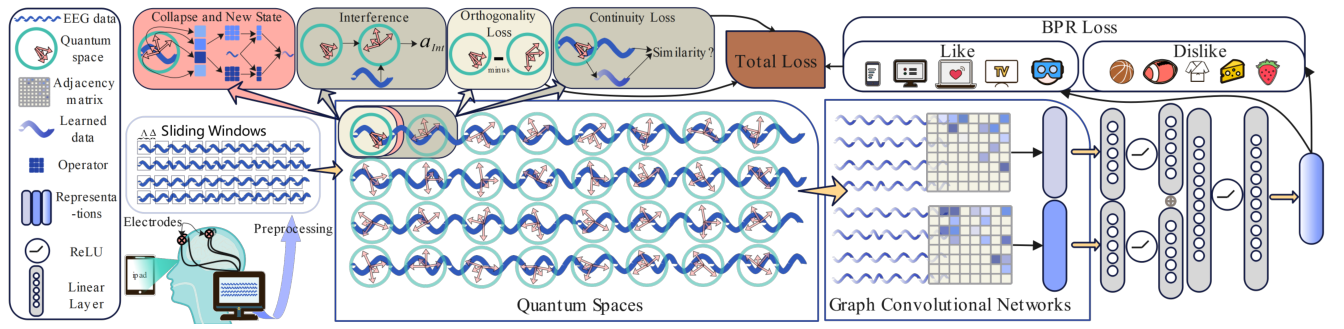 EEG data
Quantum
space
Adjacency
matrix
Learned
data
Operator
Representa
-tions
ReLU
Linear
Layer
Collapse and New State
Interference
a_Int
Orthogonality
Loss
minus
Continuity Loss
Similarity ?
Total Loss
BPR Loss
Like
Dislike
TV
Sliding Windows
Electrodes
Preprocessing
ipad
Quantum Spaces
Graph Convolutional Networks